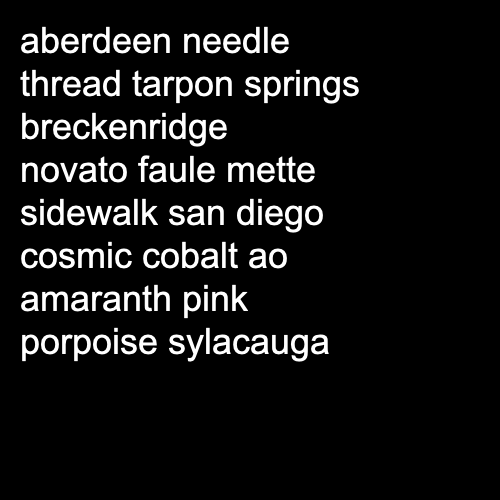 aberdeen needle
thread tarpon springs
breckenridge
novato faule mette
sidewalk san diego
cosmic cobalt ao
amaranth pink
porpoise sylacauga